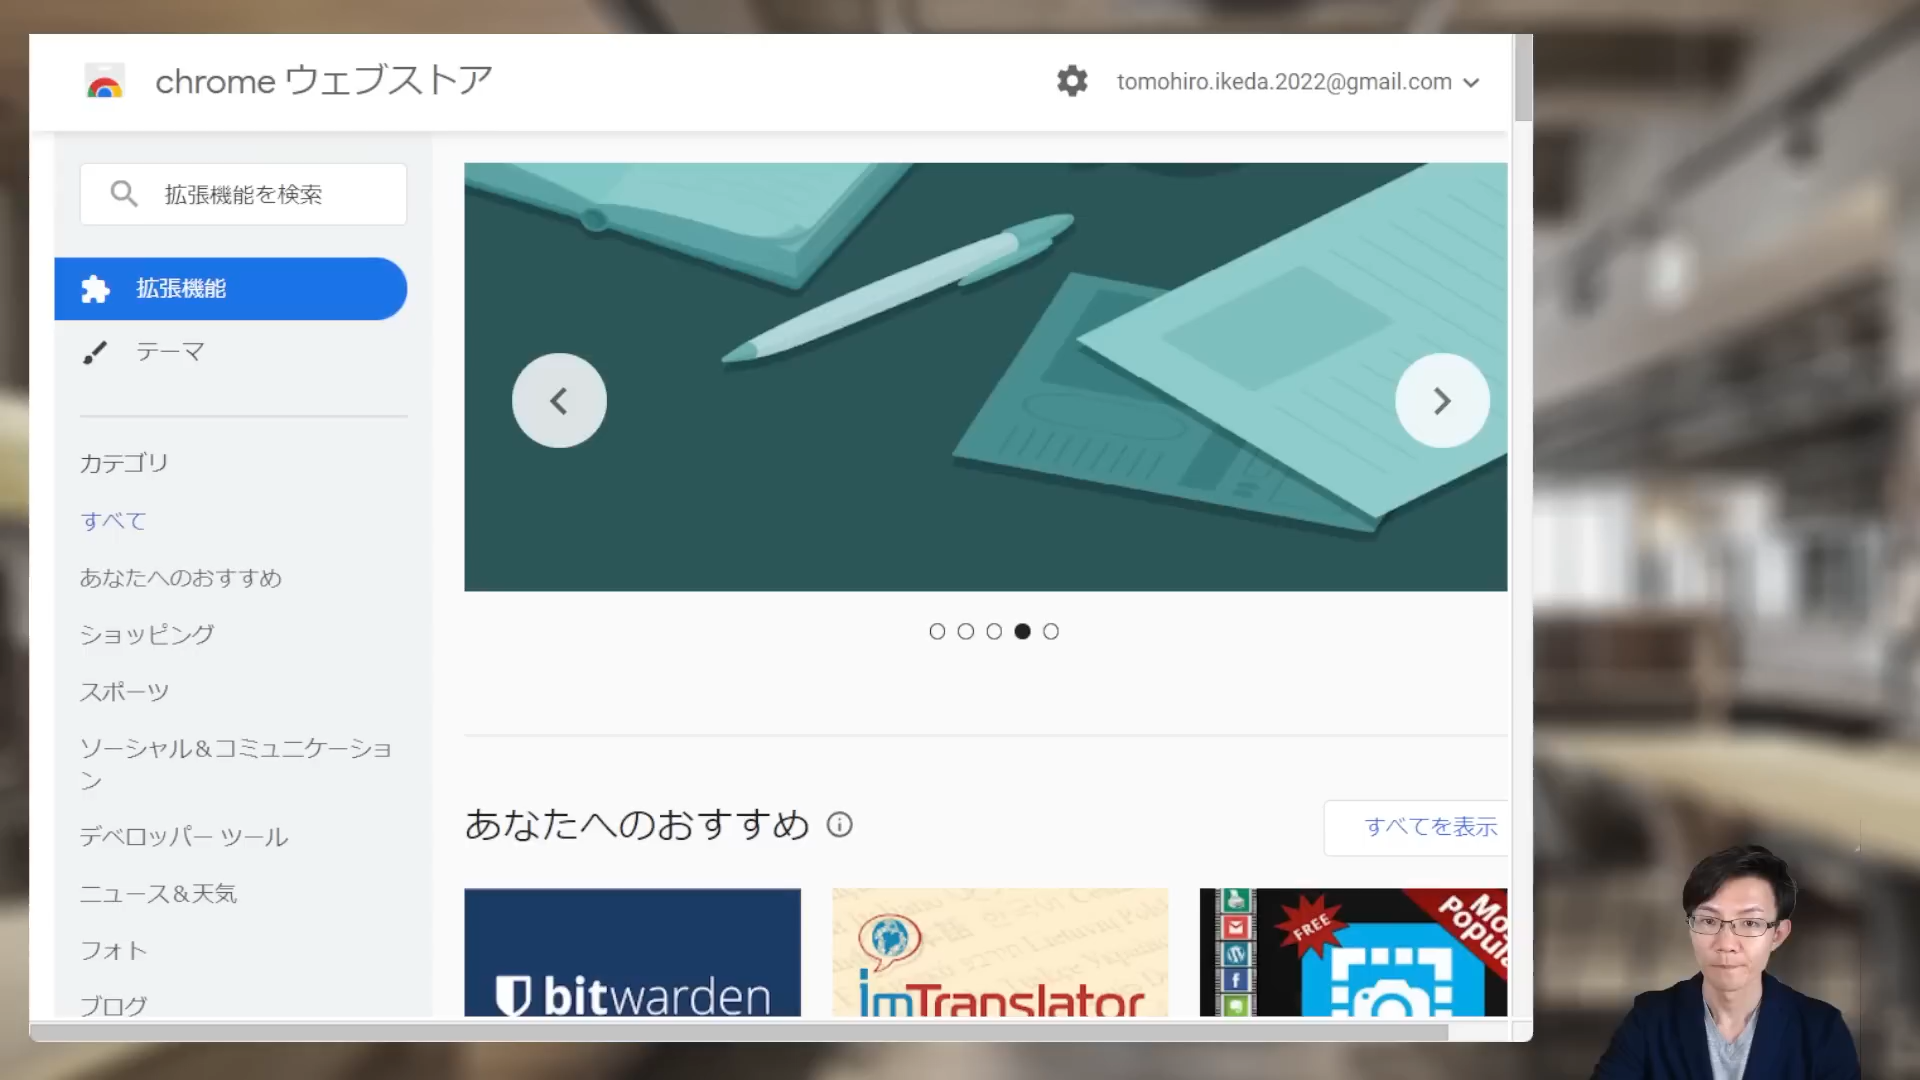 chrome ウェブストア
tomohiro.ikeda.2022@gmail.com
拡張機能を検索
拡張機能
テーマ
カテゴリ
すべて
あなたへのおすすめ
ショッピング
スポーツ
ソーシャル＆コミュニケーショ
ン
デベロッパー ツール
ニュース＆天気
フォト
ブログ
あなたへのおすすめ
すべてを表示
bitwarden
imTranslator
FREE
Popula